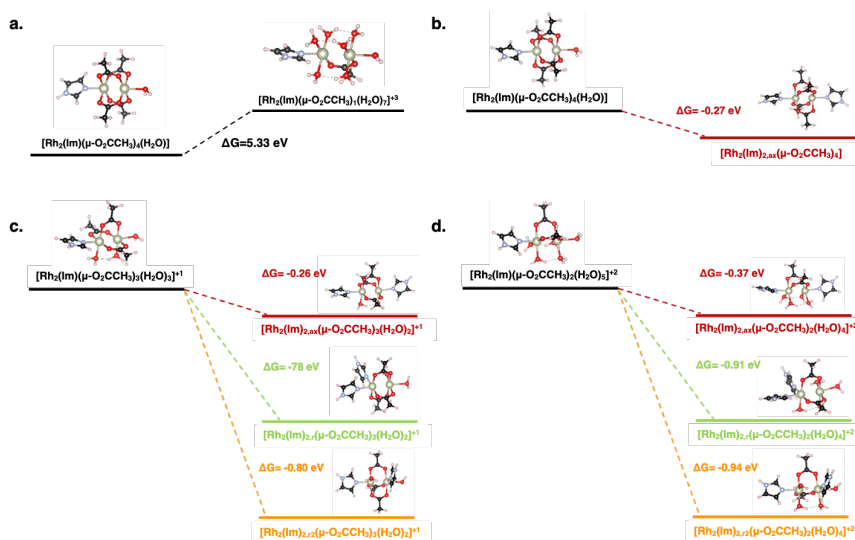 a.
[Rh₂(Im)(μ-O₂CCH₃)₄(H₂O)]
[Rh₂(Im)(μ-O₂CCH₃)₁(H₂O)₇]⁺³
ΔG=5.33 eV
b.
[Rh₂(Im)(μ-O₂CCH₃)₄(H₂O)]
ΔG= -0.27 eV
[Rh₂(Im)₂,ax(μ-O₂CCH₃)₄]
c.
[Rh₂(Im)(μ-O₂CCH₃)₃(H₂O)₃]⁺¹
ΔG= -0.26 eV
[Rh₂(Im)₂,ax(μ-O₂CCH₃)₃(H₂O)₂]⁺¹
ΔG= -78 eV
[Rh₂(Im)₂,r(μ-O₂CCH₃)₃(H₂O)₂]⁺¹
ΔG= -0.80 eV
[Rh₂(Im)₂,r2(μ-O₂CCH₃)₃(H₂O)₂]⁺¹
d.
[Rh₂(Im)(μ-O₂CCH₃)₂(H₂O)₅]⁺²
ΔG= -0.37 eV
[Rh₂(Im)₂,ax(μ-O₂CCH₃)₂(H₂O)₄]⁺²
ΔG= -0.91 eV
[Rh₂(Im)₂,r(μ-O₂CCH₃)₂(H₂O)₄]⁺²
ΔG= -0.94 eV
[Rh₂(Im)₂,r2(μ-O₂CCH₃)₂(H₂O)₄]⁺²